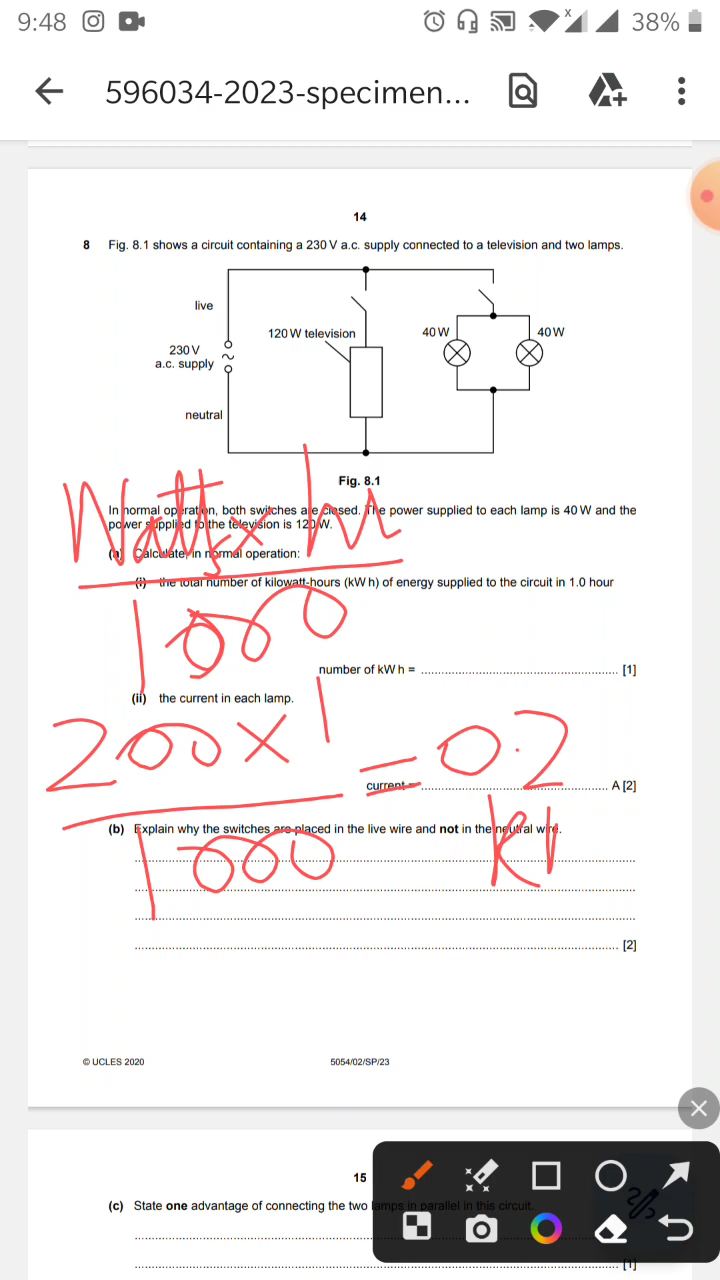 9:48 38%
596034-2023-specimen...
14
8 Fig. 8.1 shows a circuit containing a 230 V a.c. supply connected to a television and two lamps.
live
120 W television 40 W 40 W
230 V
a.c. supply
neutral
Fig. 8.1
In normal operation, both switches are closed. The power supplied to each lamp is 40 W and the
power supplied to the television is 120 W.
Watts x hr
(a) Calculate, in normal operation:
(i) the total number of kilowatt-hours (kW h) of energy supplied to the circuit in 1.0 hour
1000
number of kW h = .......... [1]
(ii) the current in each lamp.
200 x 1 = 0.2
current = .......... A [2]
(b) Explain why the switches are placed in the live wire and not in the neutral wire.
1000
[2]
© UCLES 2020 5054/02/SP/23
15
(c) State one advantage of connecting the two lamps in parallel in this circuit.
[1]